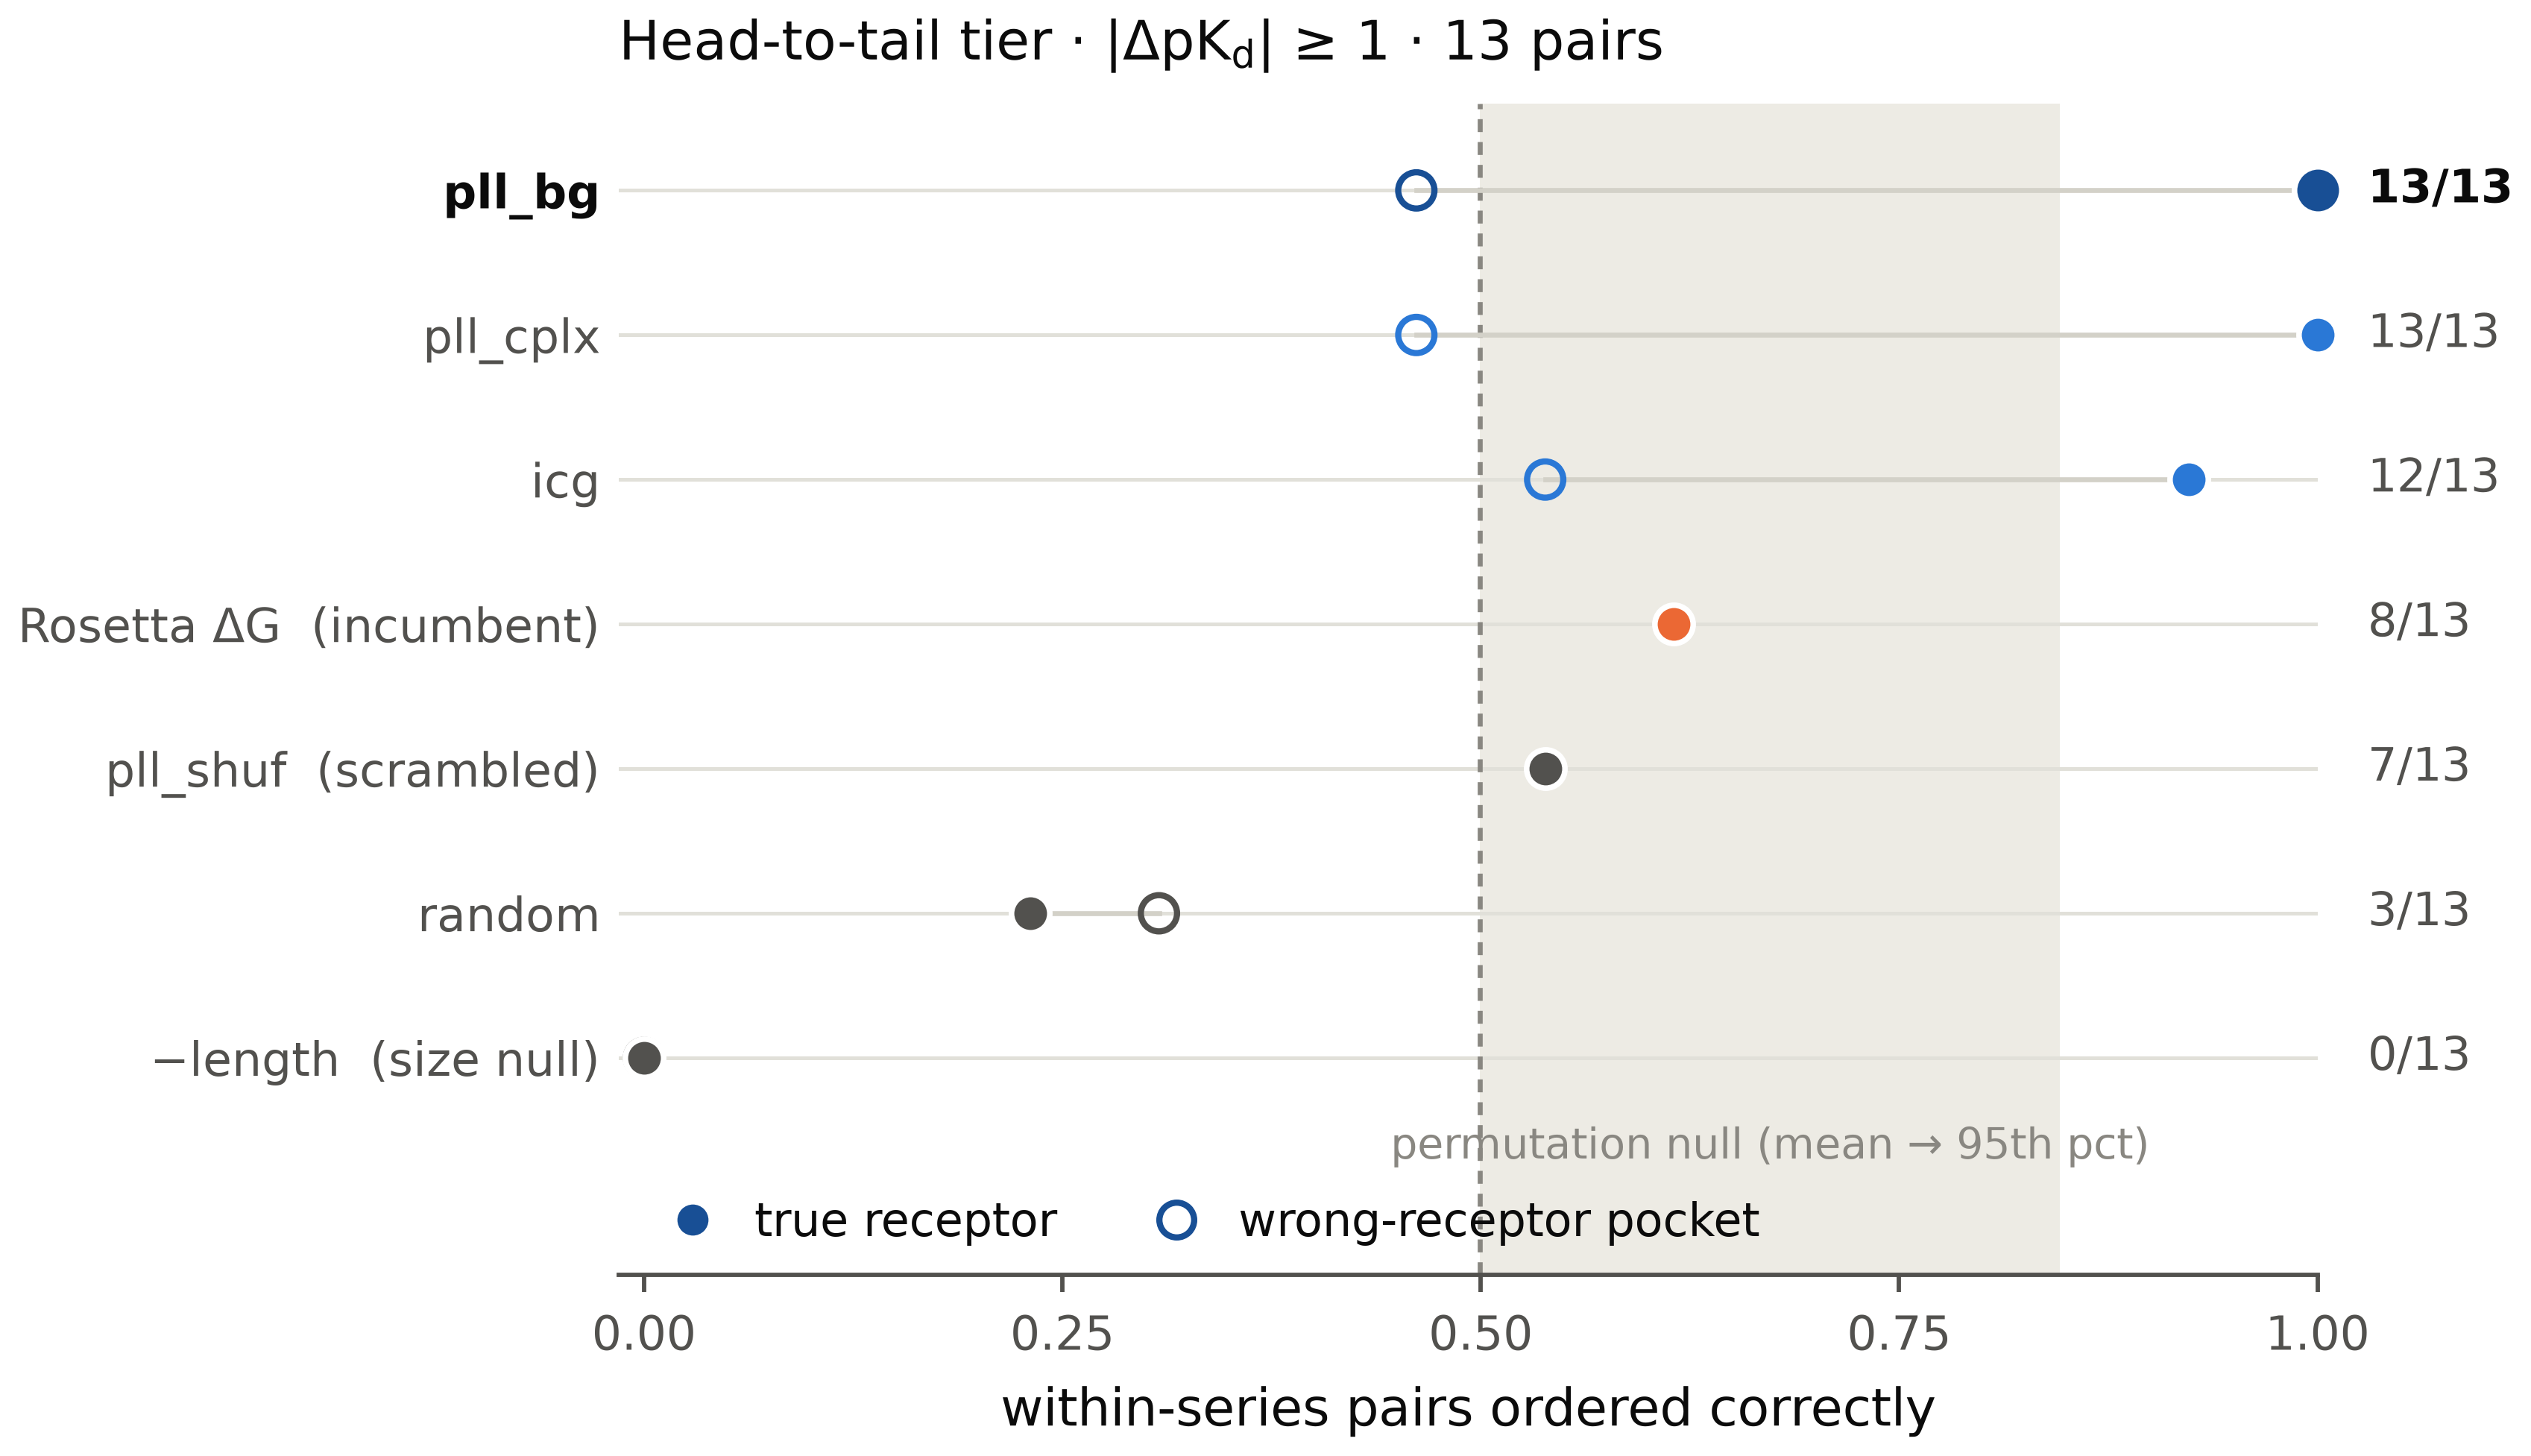 Head-to-tail tier · |ΔpKd| ≥ 1 · 13 pairs
pll_bg 13/13
pll_cplx 13/13
icg 12/13
Rosetta ΔG (incumbent) 8/13
pll_shuf (scrambled) 7/13
random 3/13
−length (size null) 0/13
permutation null (mean → 95th pct)
true receptor wrong-receptor pocket
0.00 0.25 0.50 0.75 1.00
within-series pairs ordered correctly